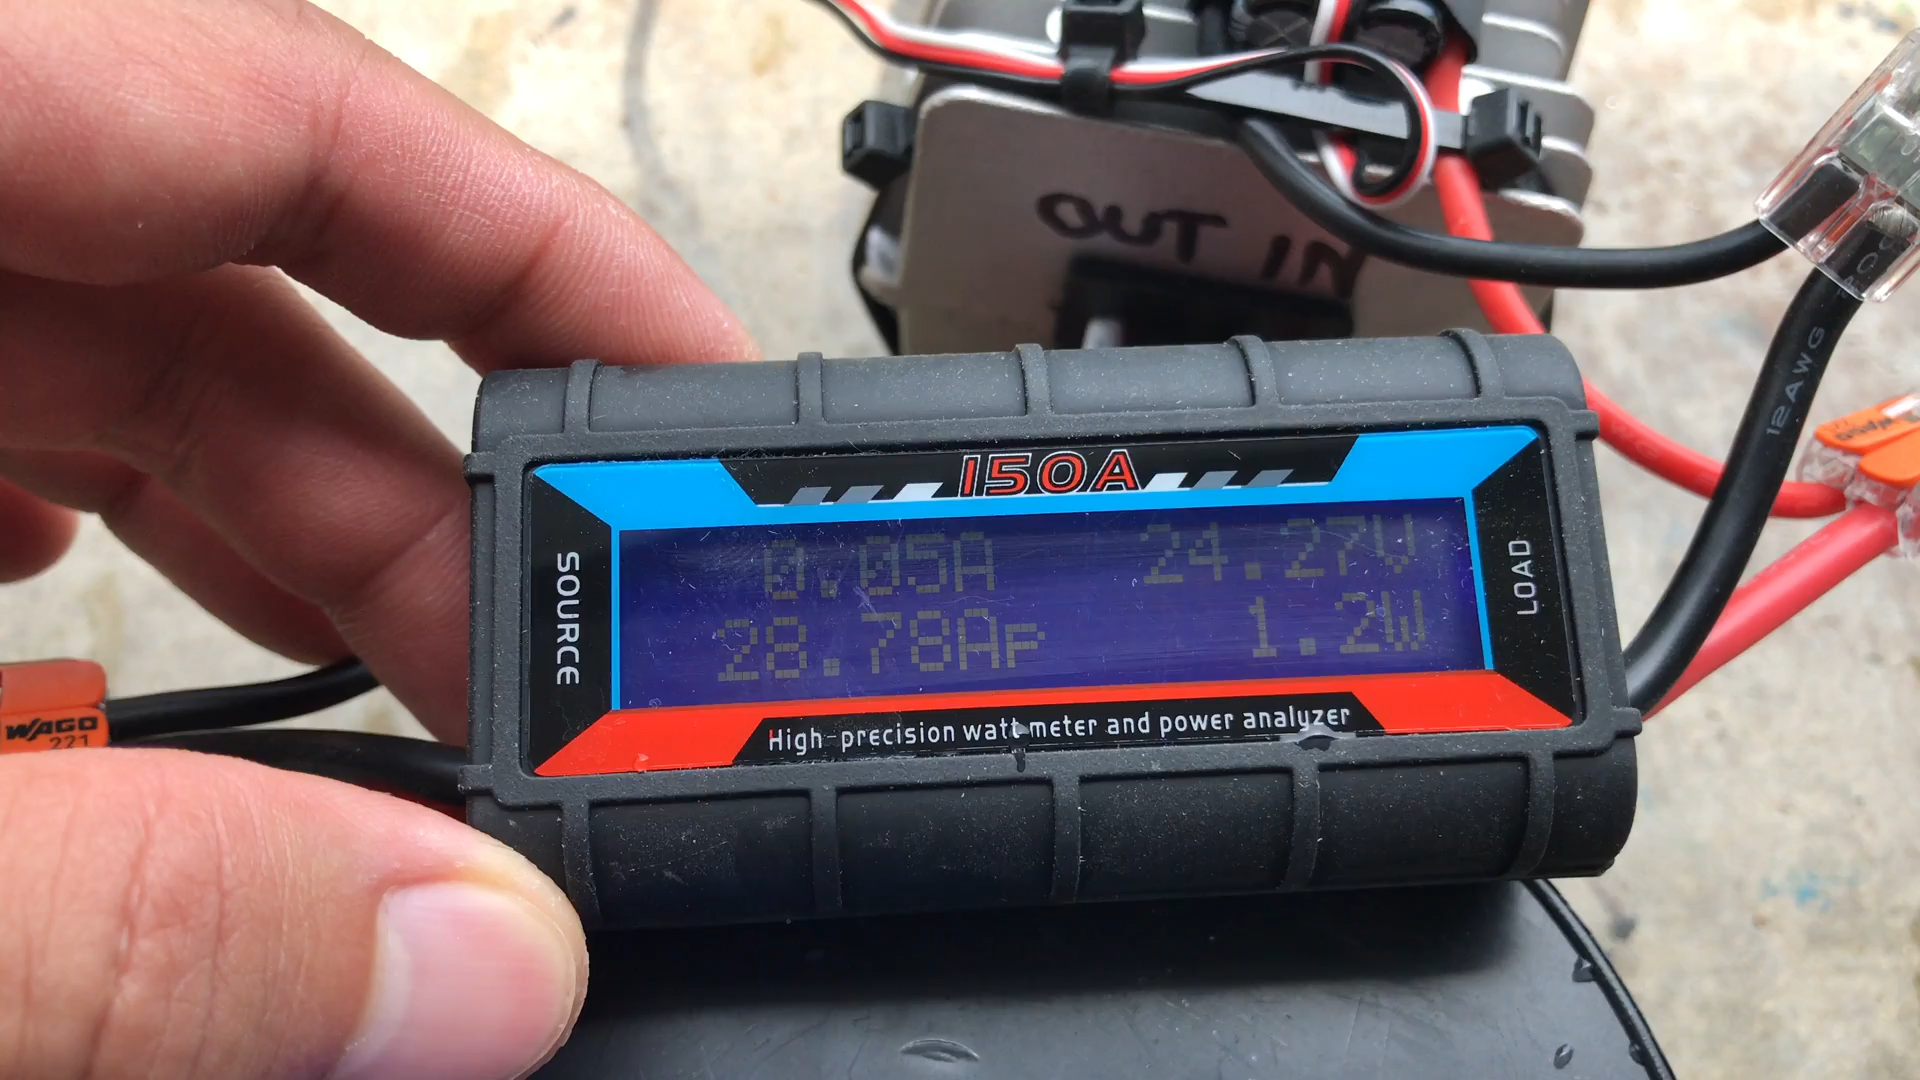 OUT IN
12AWG
WAGO
150A
SOURCE
0.05A 24.27V
28.78Ap 1.2W
LOAD
High-precision watt meter and power analyzer
WAGO
221